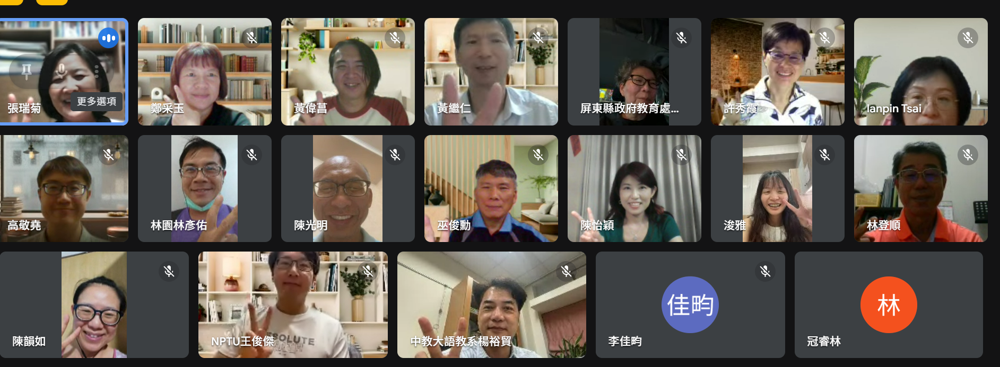 張瑞菊
更多選項
鄭采玉
黃偉菖
黃繼仁
屏東縣政府教育處...
許秀霞
lanpin Tsai
高敬堯
林園林彥佑
陳光明
巫俊勳
陳怡穎
浚雅
林登順
陳韻如
NPTU王俊傑
中教大語教系楊裕貿
佳畇
李佳畇
林
冠睿林